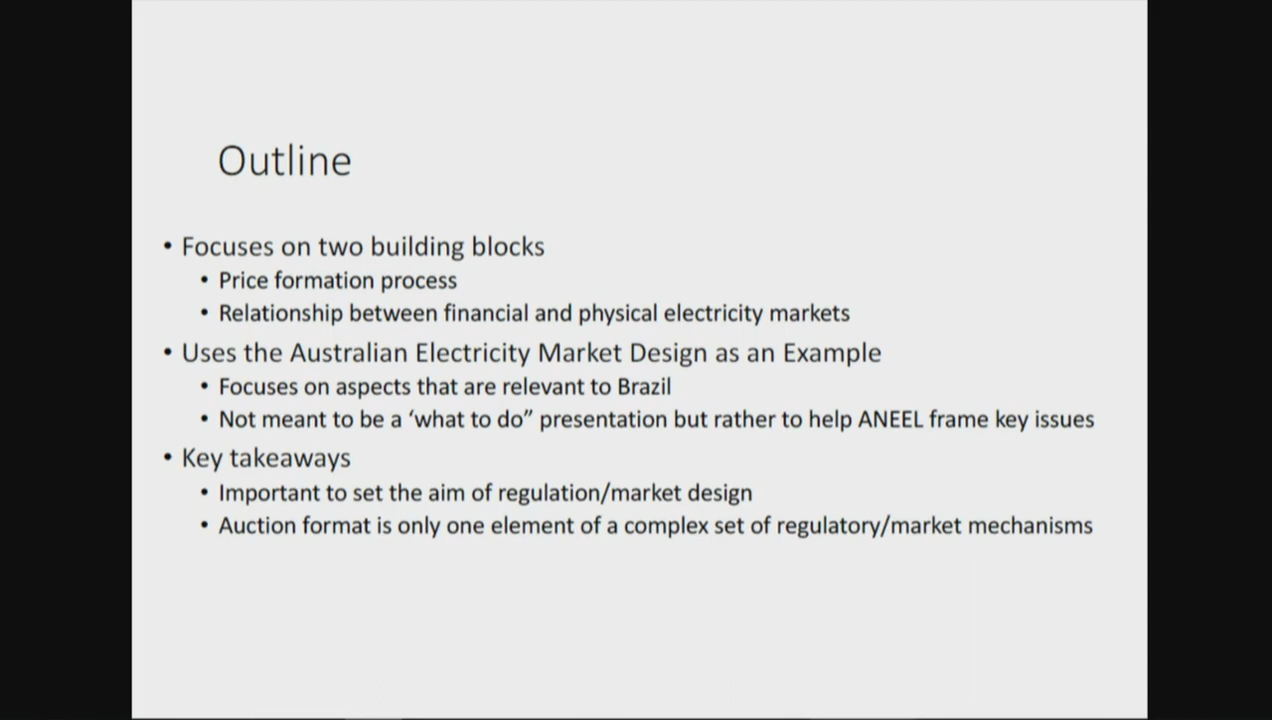 Outline
• Focuses on two building blocks
• Price formation process
• Relationship between financial and physical electricity markets
• Uses the Australian Electricity Market Design as an Example
• Focuses on aspects that are relevant to Brazil
• Not meant to be a ‘what to do” presentation but rather to help ANEEL frame key issues
• Key takeaways
• Important to set the aim of regulation/market design
• Auction format is only one element of a complex set of regulatory/market mechanisms